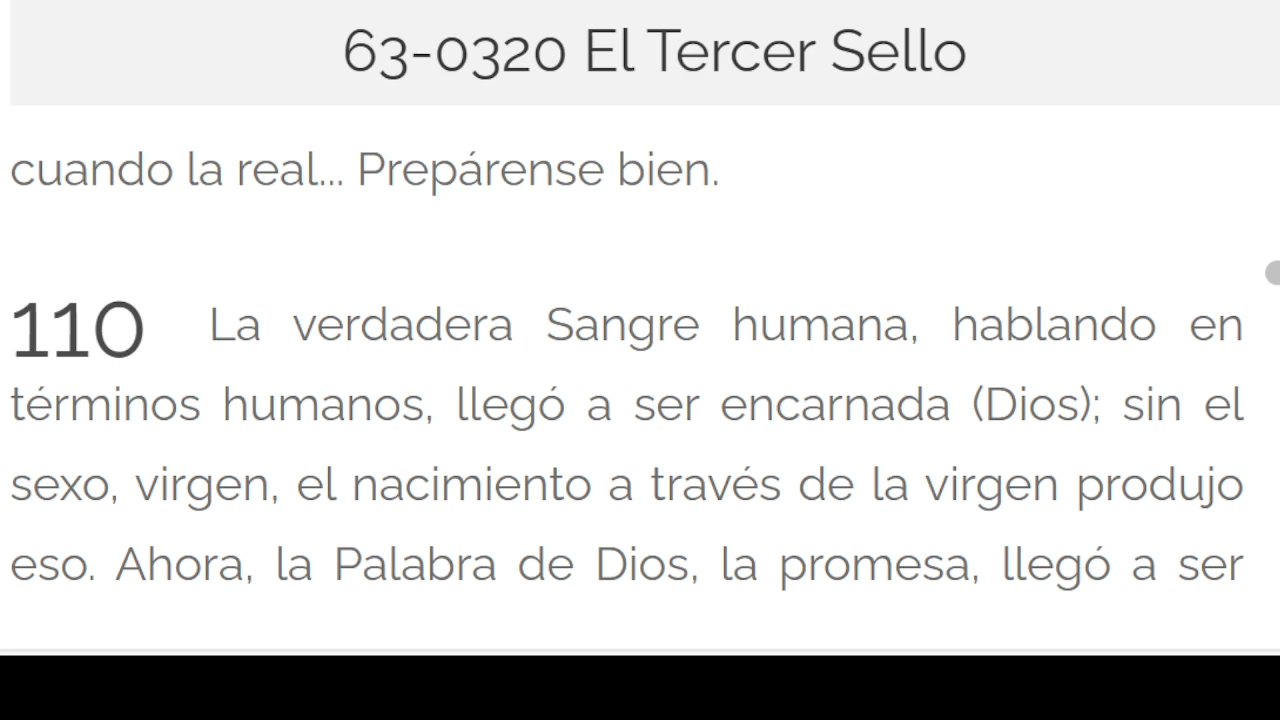 63-0320 El Tercer Sello
cuando la real... Prepárense bien.
110 La verdadera Sangre humana, hablando en
términos humanos, llegó a ser encarnada (Dios); sin el
sexo, virgen, el nacimiento a través de la virgen produjo
eso. Ahora, la Palabra de Dios, la promesa, llegó a ser